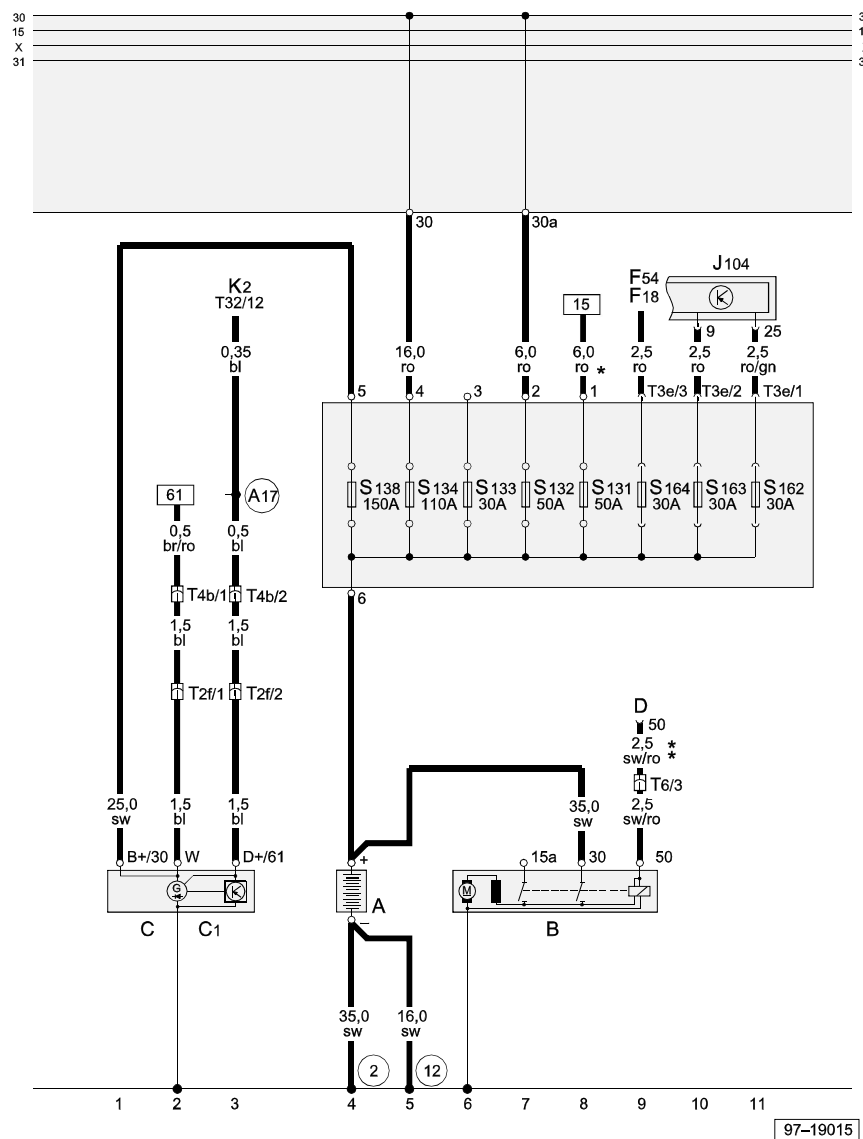 30
15
X
31
3
1
3
30
30a
K2
T32/12
F54
F18
J104
15
9
25
0,35
bl
16,0
ro
6,0
ro
6,0
ro *
2,5
ro
2,5
ro
2,5
ro/gn
5
4
3
2
1
T3e/3
T3e/2
T3e/1
S138
150A
S134
110A
S133
30A
S132
50A
S131
50A
S164
30A
S163
30A
S162
30A
61
A17
0,5
br/ro
0,5
bl
T4b/1
T4b/2
6
1,5
bl
1,5
bl
T2f/1
T2f/2
D
50
2,5
sw/ro
*
*
T6/3
25,0
sw
1,5
bl
1,5
bl
35,0
sw
2,5
sw/ro
B+/30
W
D+/61
+
15a
30
50
G
M
A
–
C
C1
B
35,0
sw
16,0
sw
2
12
1
2
3
4
5
6
7
8
9
10
11
97–19015